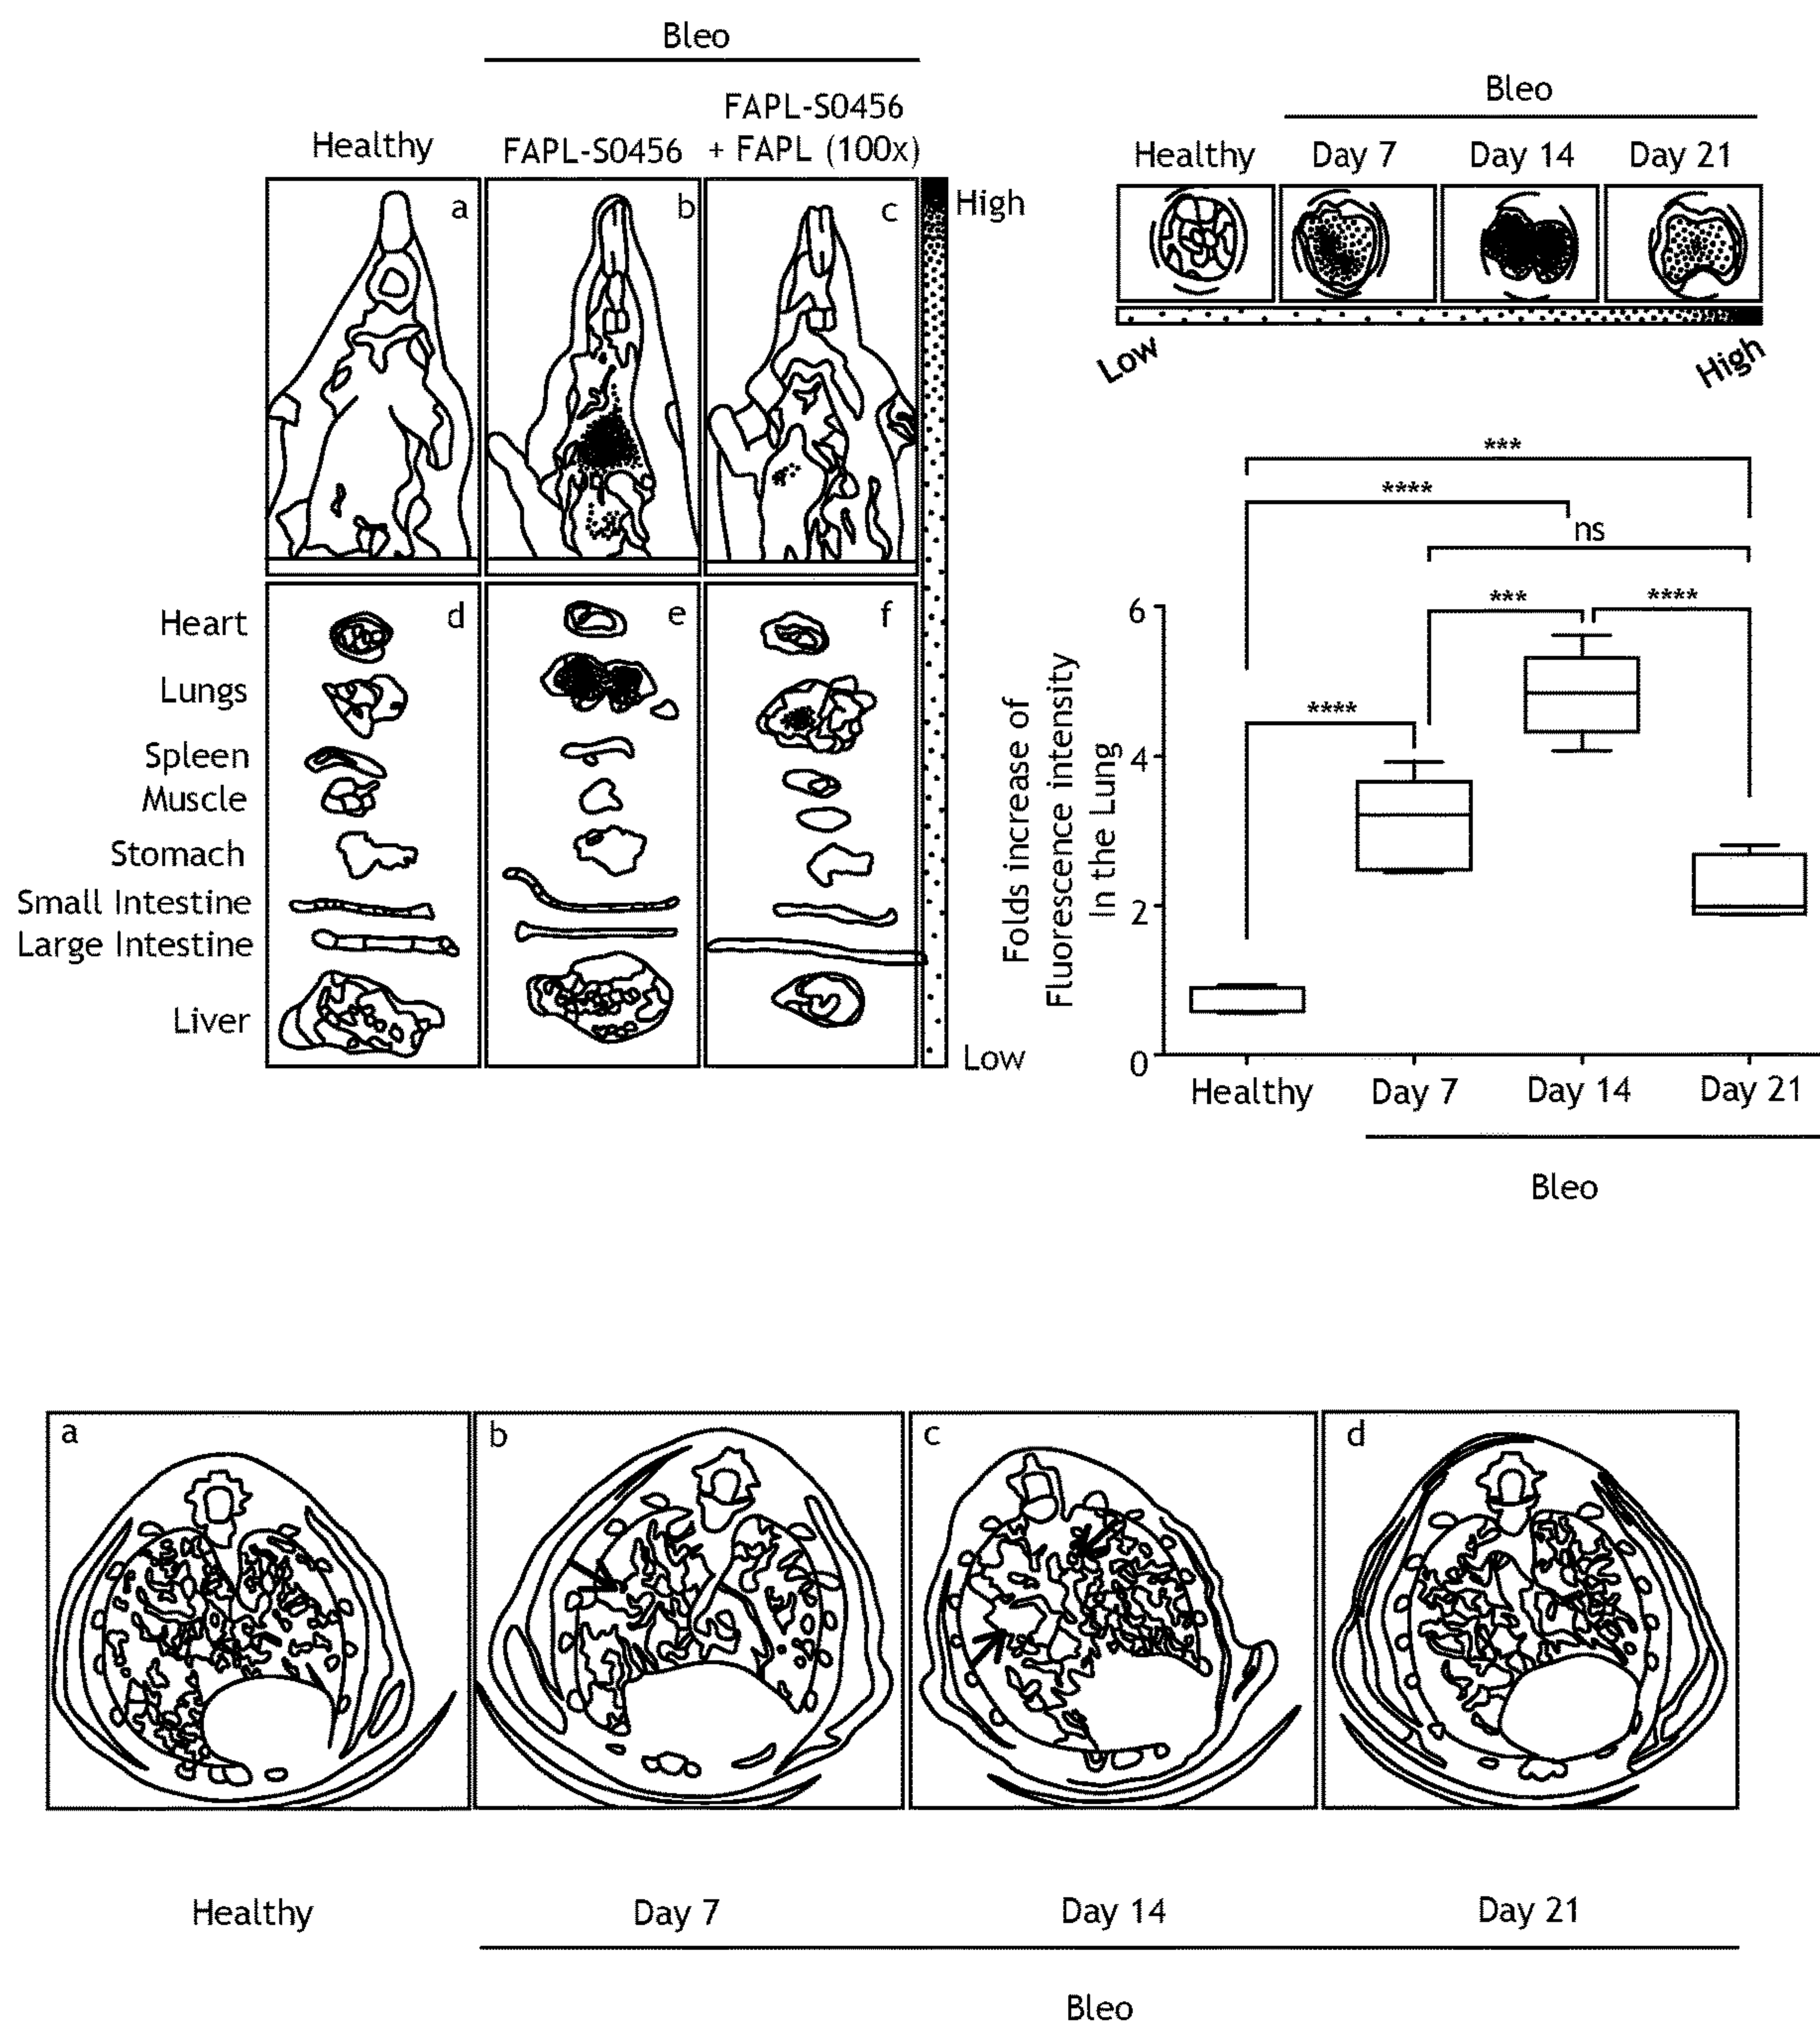 Bleo
Healthy
FAPL-S0456
FAPL-S0456
+ FAPL (100x)
a
b
c
High
d
e
f
Heart
Lungs
Spleen
Muscle
Stomach
Small Intestine
Large Intestine
Liver
Low
Bleo
Healthy
Day 7
Day 14
Day 21
Low
High
***
****
ns
***
****
****
6
4
2
0
Folds increase of
Fluorescence intensity
In the Lung
Healthy
Day 7
Day 14
Day 21
Bleo
a
b
c
d
Healthy
Day 7
Day 14
Day 21
Bleo